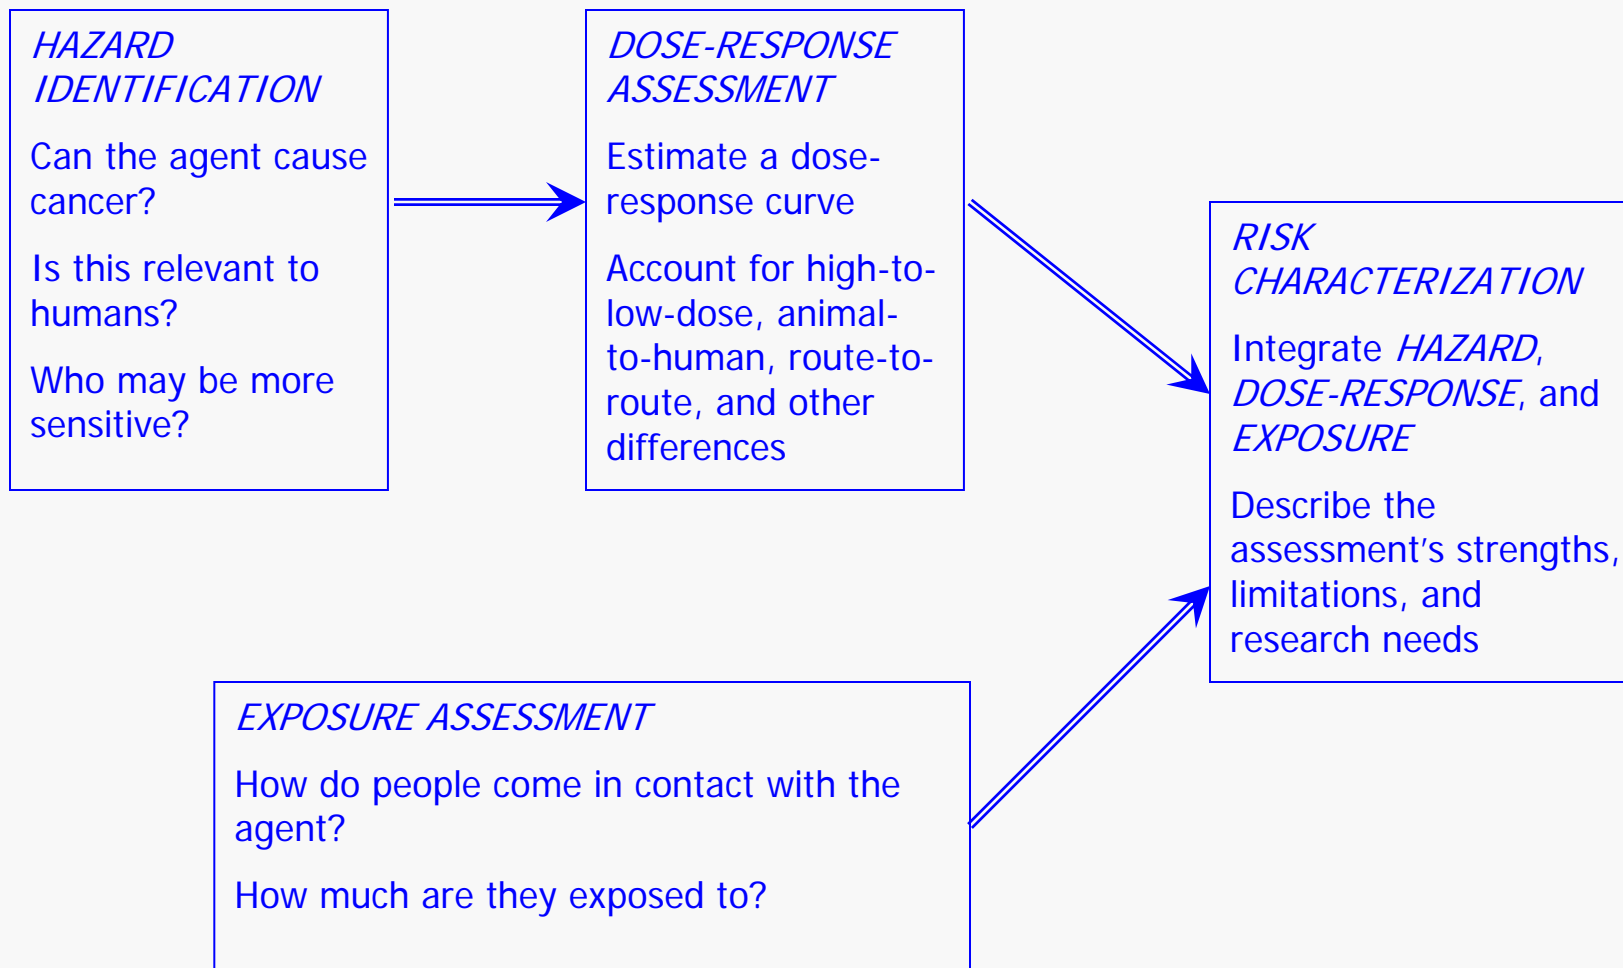 HAZARD
IDENTIFICATION
Can the agent cause
cancer?
Is this relevant to
humans?
Who may be more
sensitive?
DOSE-RESPONSE
ASSESSMENT
Estimate a dose-
response curve
Account for high-to-
low-dose, animal-
to-human, route-to-
route, and other
differences
RISK
CHARACTERIZATION
Integrate HAZARD,
DOSE-RESPONSE, and
EXPOSURE
Describe the
assessment's strengths,
limitations, and
research needs
EXPOSURE ASSESSMENT
How do people come in contact with the
agent?
How much are they exposed to?